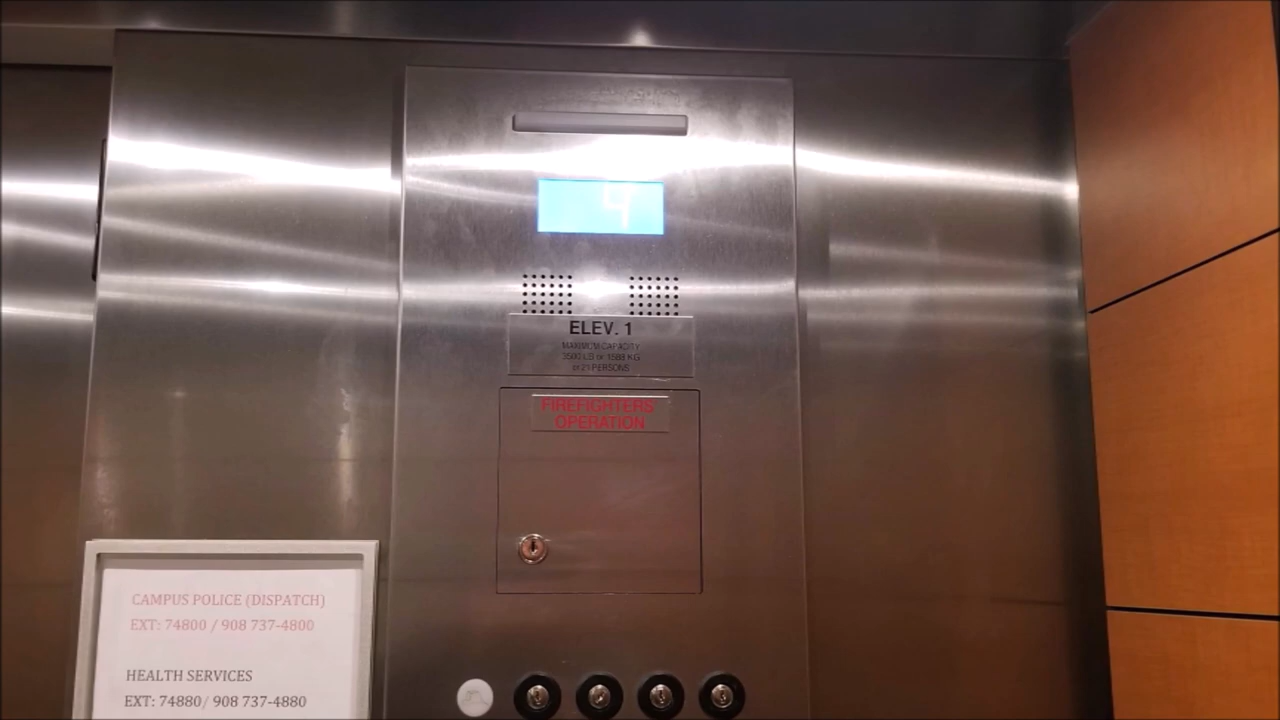 4
ELEV. 1
MAXIMUM CAPACITY
3500 LB or 1588 KG
or 21 PERSONS
FIREFIGHTERS
OPERATION
CAMPUS POLICE (DISPATCH)
EXT: 74800 / 908 737-4800
HEALTH SERVICES
EXT: 74880/ 908 737-4880